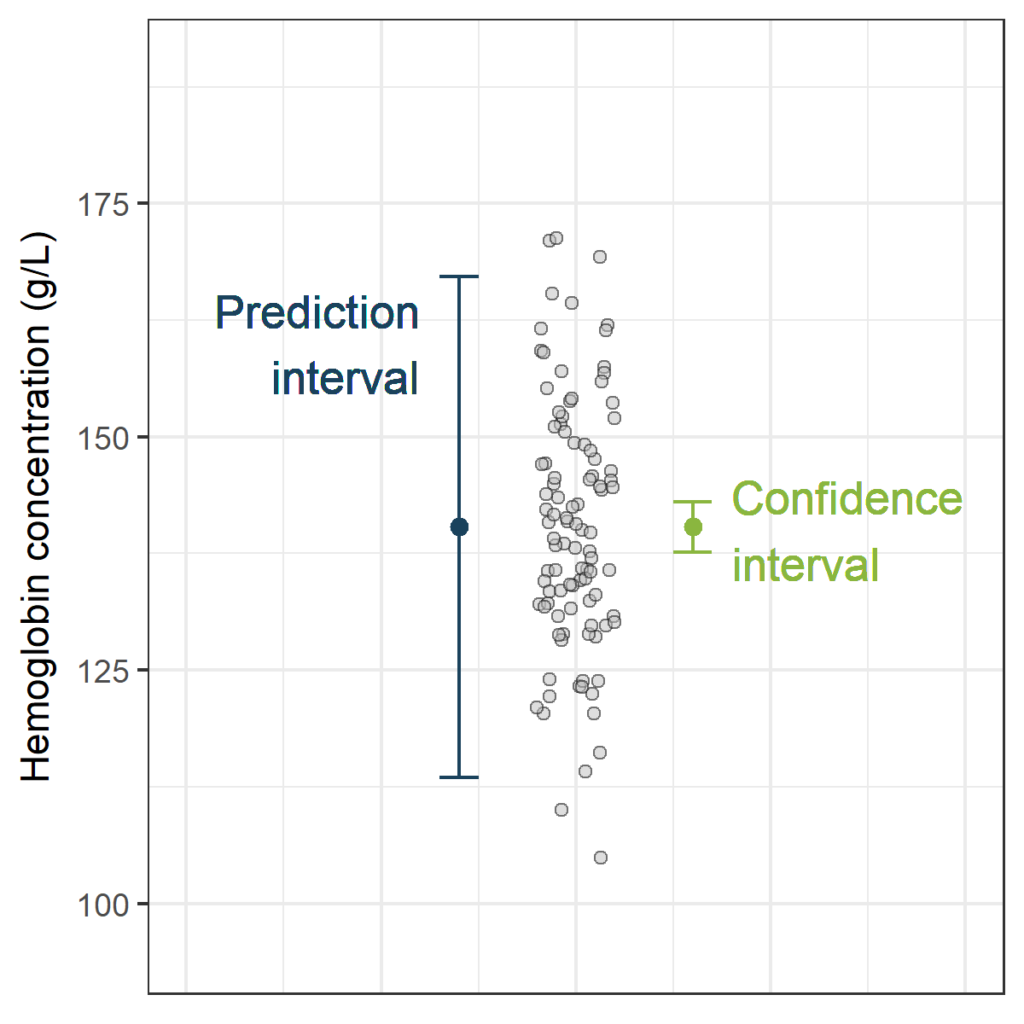 Hemoglobin concentration (g/L)
175
150
125
100
Prediction
interval
Confidence
interval